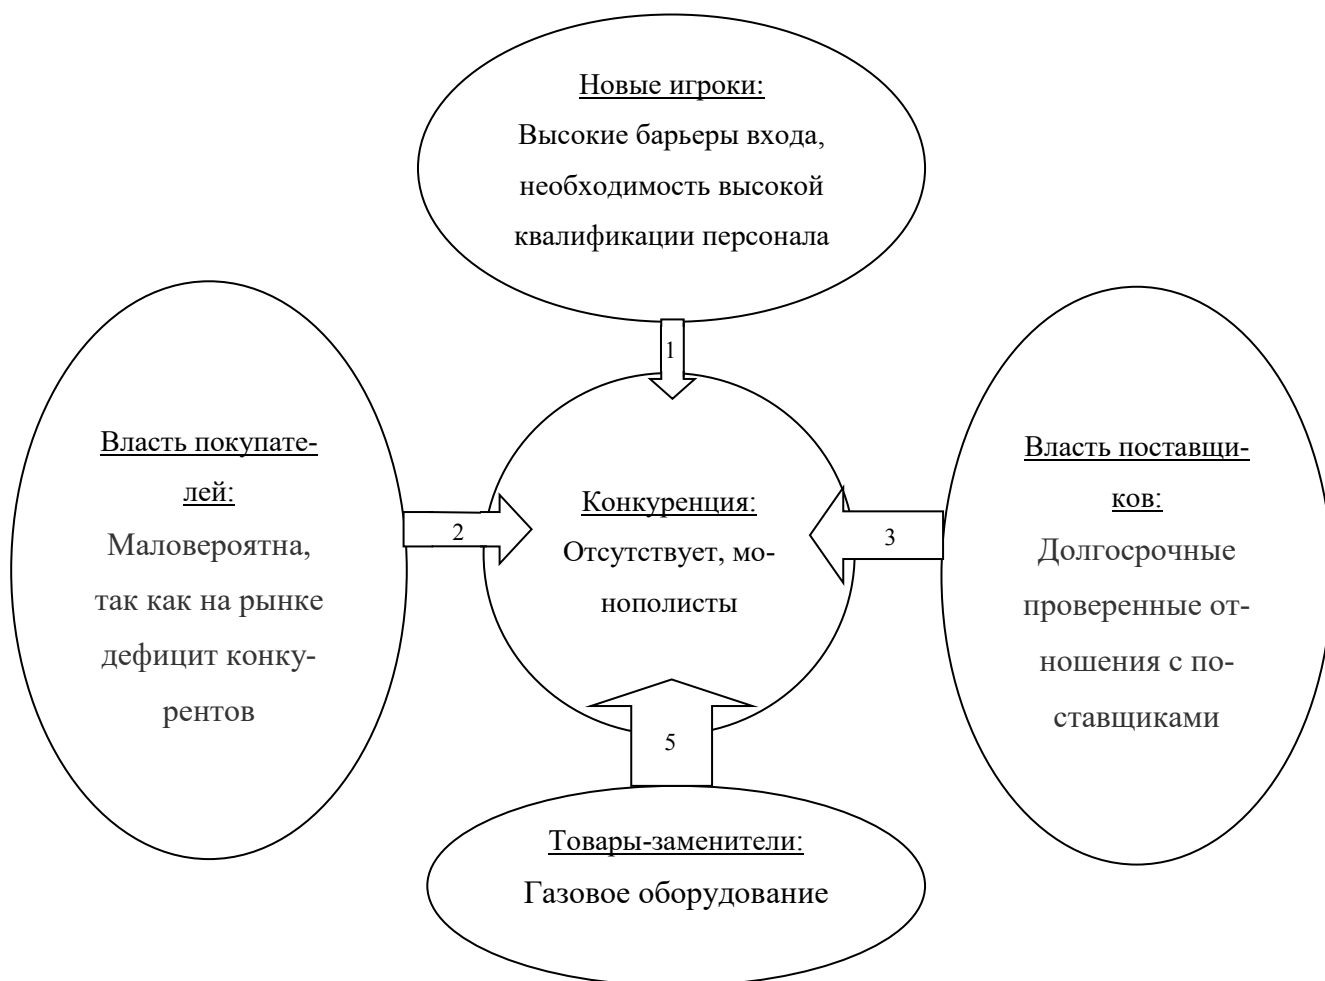 Новые игроки:
Высокие барьеры входа,
необходимость высокой
квалификации персонала
1
Власть покупате-
лей:
Маловероятна,
так как на рынке
дефицит конку-
рентов
2
Конкуренция:
Отсутствует, мо-
нополисты
3
Власть поставщи-
ков:
Долгосрочные
проверенные от-
ношения с по-
ставщиками
5
Товары-заменители:
Газовое оборудование